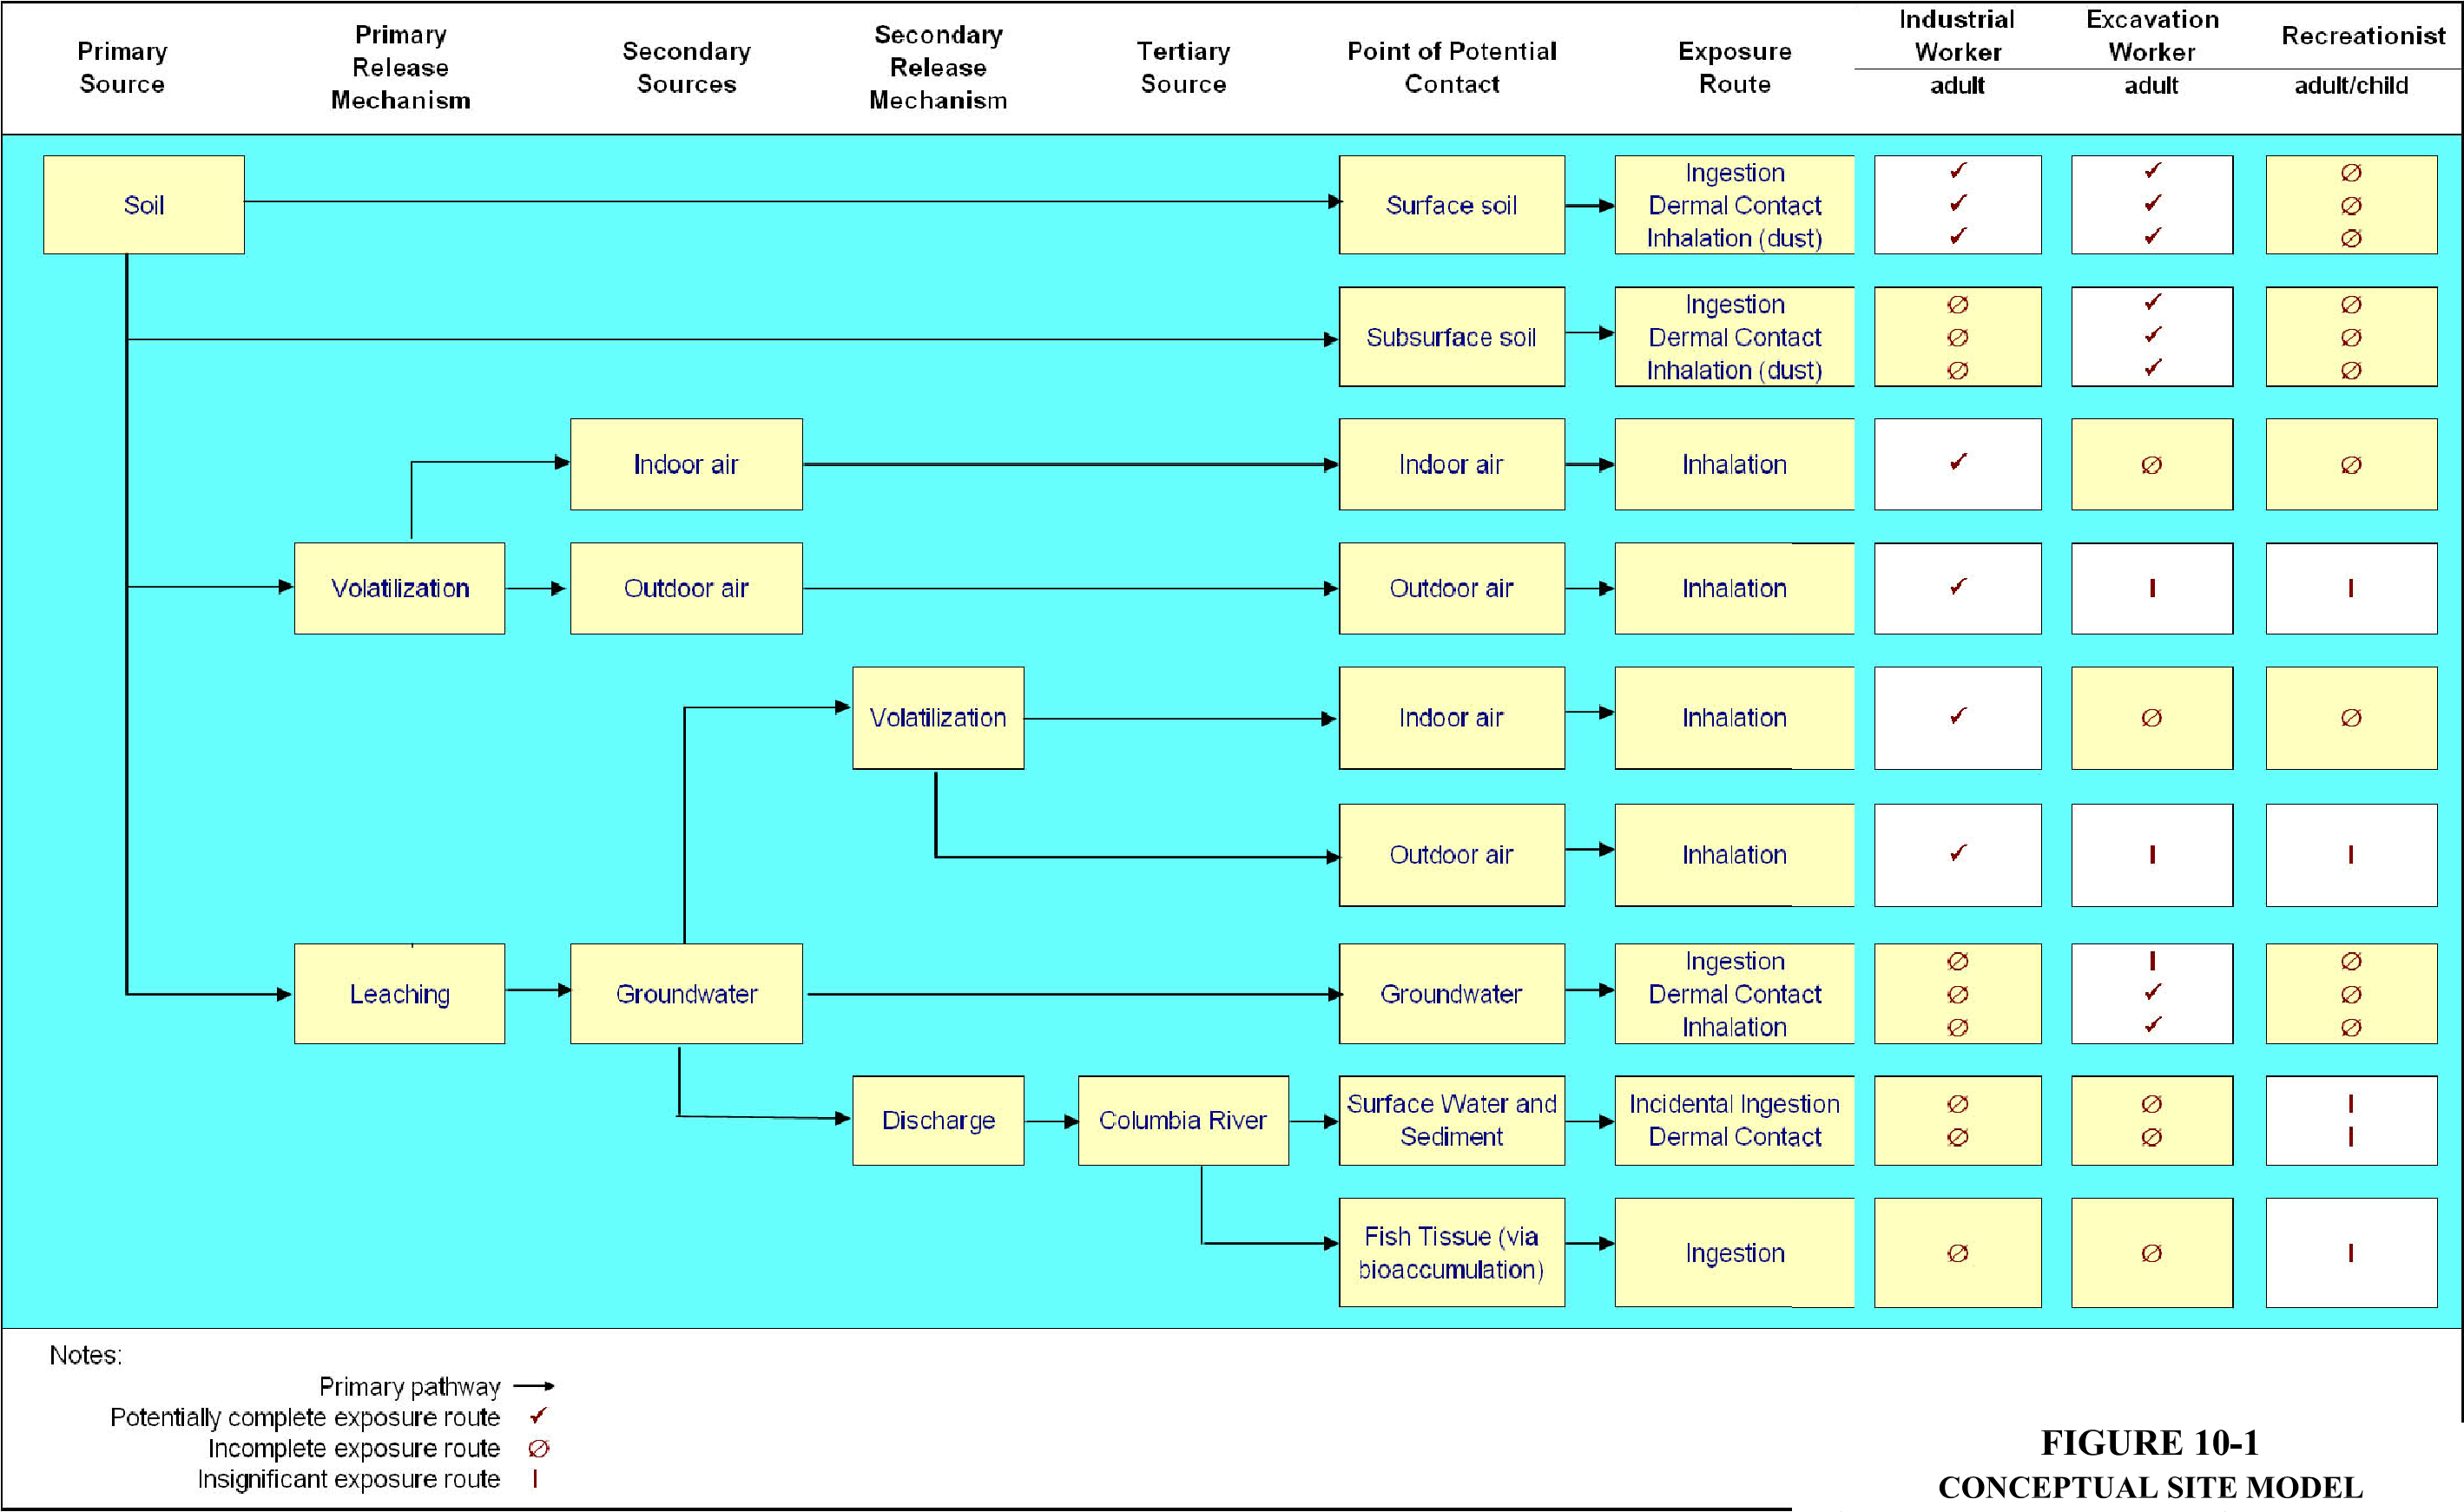 Primary
Source
Primary
Release
Mechanism
Secondary
Sources
Secondary
Release
Mechanism
Tertiary
Source
Point of Potential
Contact
Exposure
Route
Industrial
Worker
adult
Excavation
Worker
adult
Recreationist
adult/child
Soil
Surface soil
Ingestion
Dermal Contact
Inhalation (dust)
✓
✓
✓
✓
✓
✓
∅
∅
∅
Subsurface soil
Ingestion
Dermal Contact
Inhalation (dust)
∅
∅
∅
✓
✓
✓
∅
∅
∅
Indoor air
Indoor air
Inhalation
✓
∅
∅
Volatilization
Outdoor air
Outdoor air
Inhalation
✓
I
I
Volatilization
Indoor air
Inhalation
✓
∅
∅
Outdoor air
Inhalation
✓
I
I
Leaching
Groundwater
Groundwater
Ingestion
Dermal Contact
Inhalation
∅
∅
∅
I
✓
✓
∅
∅
∅
Discharge
Columbia River
Surface Water and
Sediment
Incidental Ingestion
Dermal Contact
∅
∅
∅
∅
I
I
Fish Tissue (via
bioaccumulation)
Ingestion
∅
∅
I
Notes:
Primary pathway
Potentially complete exposure route ✓
Incomplete exposure route ∅
Insignificant exposure route I
FIGURE 10-1
CONCEPTUAL SITE MODEL